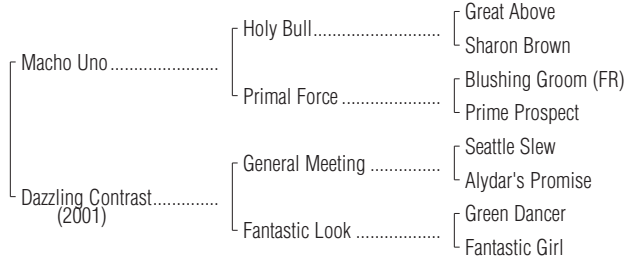 Great Above
Holy Bull..........................
Sharon Brown
Macho Uno ......................
Blushing Groom (FR)
Primal Force ....................
Prime Prospect
Seattle Slew
General Meeting ..............
Alydar's Promise
Dazzling Contrast.............
(2001)
Green Dancer
Fantastic Look .................
Fantastic Girl